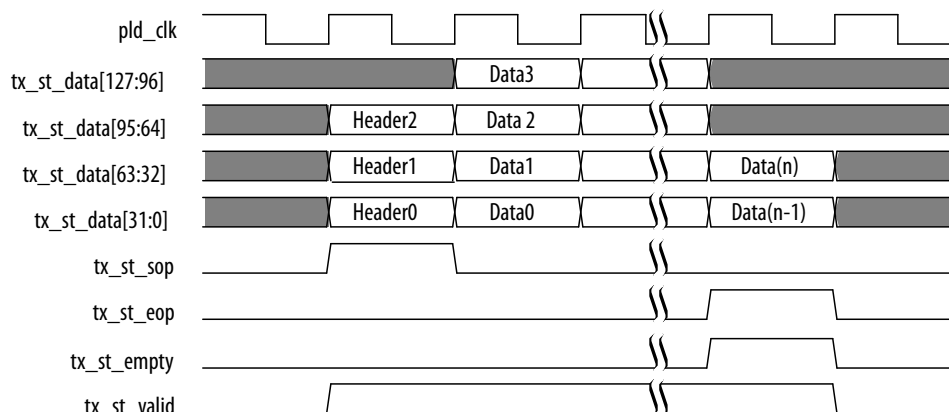 pld_clk
tx_st_data[127:96] Data3
tx_st_data[95:64] Header2 Data 2
tx_st_data[63:32] Header1 Data1 Data(n)
tx_st_data[31:0] Header0 Data0 Data(n-1)
tx_st_sop
tx_st_eop
tx_st_empty
tx_st_valid